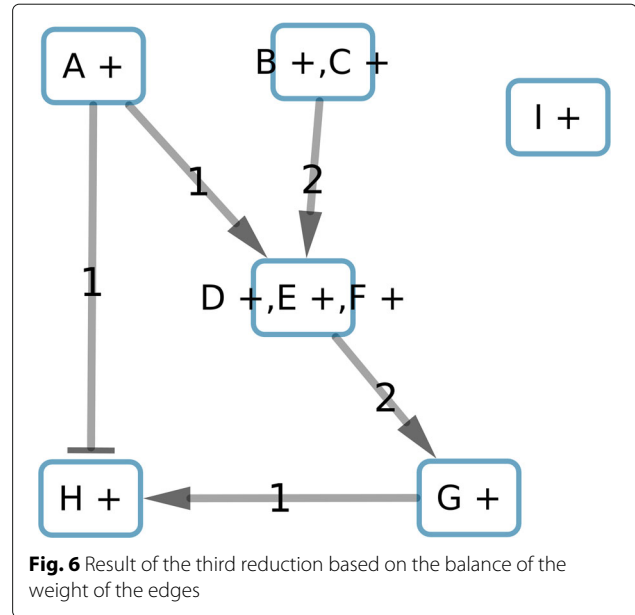 A +
B +,C +
I +
1
2
1
D +,E +,F +
2
H +
1
G +
Fig. 6 Result of the third reduction based on the balance of the
weight of the edges